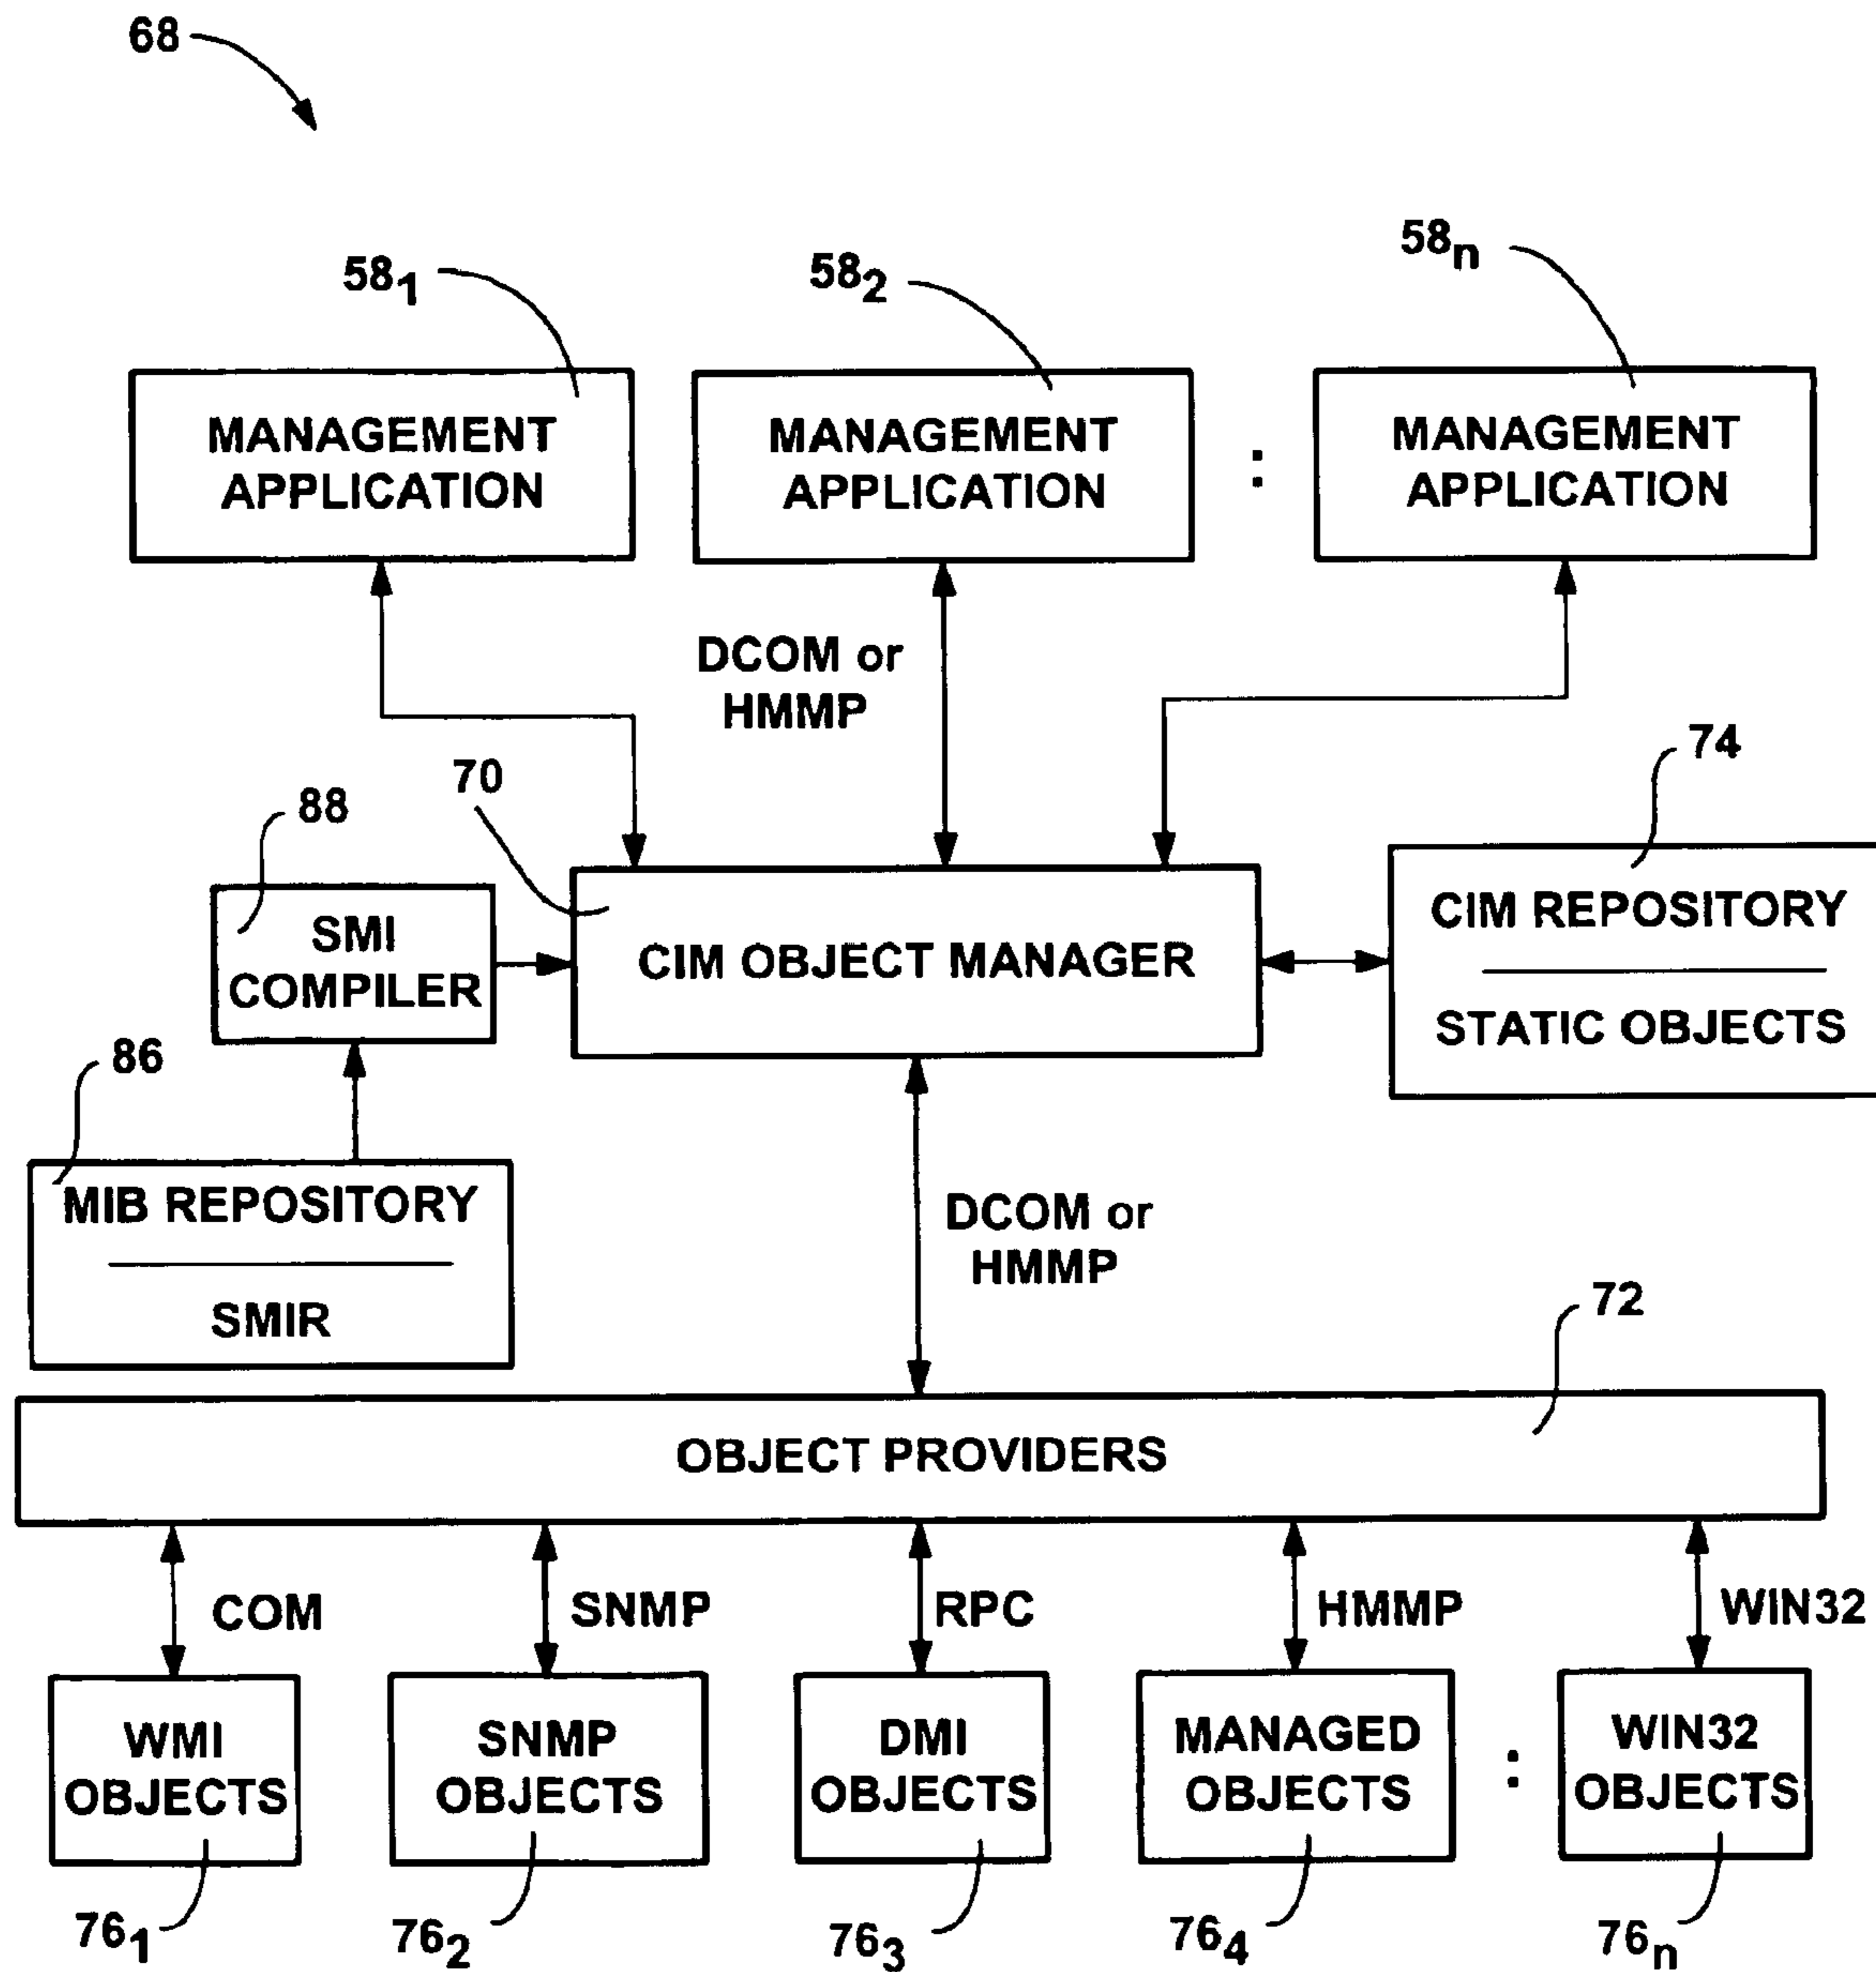 68
58₁
58₂
58ₙ
MANAGEMENT
APPLICATION
MANAGEMENT
APPLICATION
:
MANAGEMENT
APPLICATION
DCOM or
HMMP
74
70
88
SMI
COMPILER
CIM OBJECT MANAGER
CIM REPOSITORY
STATIC OBJECTS
86
MIB REPOSITORY
SMIR
DCOM or
HMMP
72
OBJECT PROVIDERS
COM
SNMP
RPC
HMMP
WIN32
WMI
OBJECTS
SNMP
OBJECTS
DMI
OBJECTS
MANAGED
OBJECTS
:
WIN32
OBJECTS
76₁
76₂
76₃
76₄
76ₙ